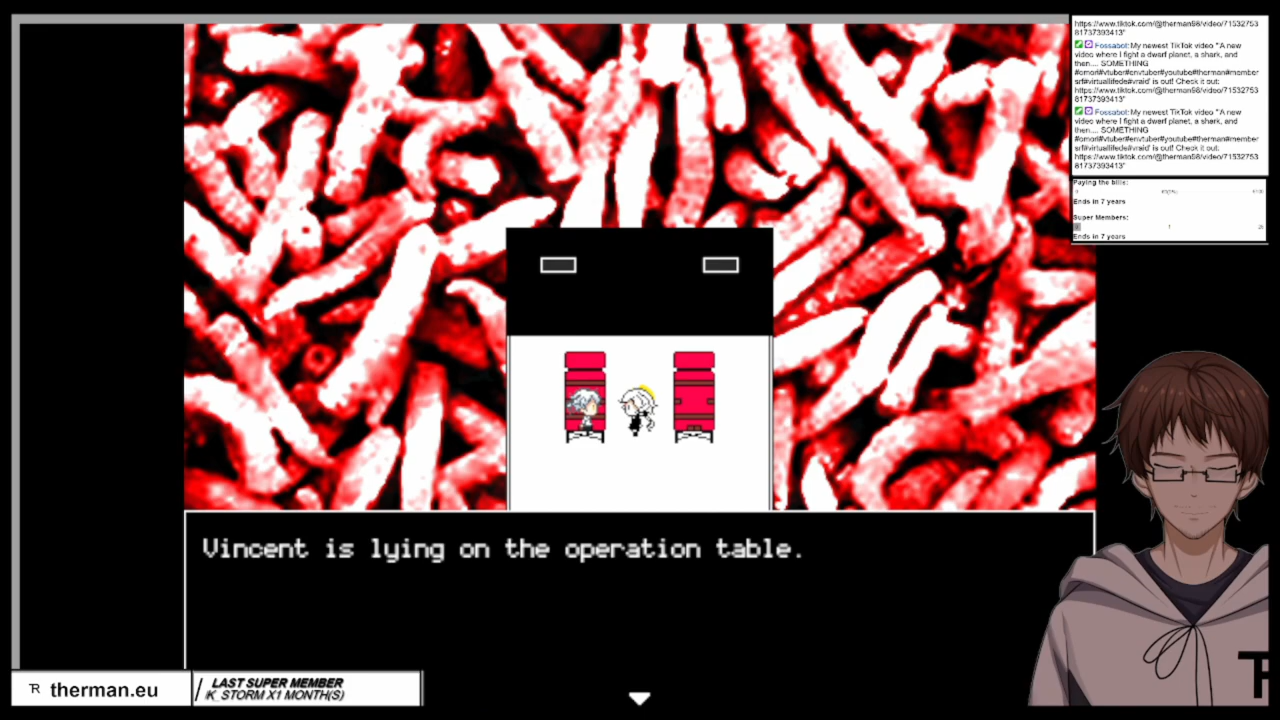 https://www.tiktok.com/@therman98/video/71532753
81737393413"
Fossabot: My newest TikTok video "A new
video where I fight a dwarf planet, a shark, and
then.... SOMETHING
#omori#vtuber#envtuber#youtube#therman#member
srf#virtuallifede#vraid' is out! Check it out:
https://www.tiktok.com/@therman98/video/71532753
81737393413"
Fossabot: My newest TikTok video "A new
video where I fight a dwarf planet, a shark, and
then.... SOMETHING
#omori#vtuber#envtuber#youtube#therman#member
srf#virtuallifede#vraid' is out! Check it out:
https://www.tiktok.com/@therman98/video/71532753
81737393413"
Paying the bills:
Ends in 7 years
Super Members:
Ends in 7 years
Vincent is lying on the operation table.
TR therman.eu
LAST SUPER MEMBER
K_STORM X1 MONTH(S)